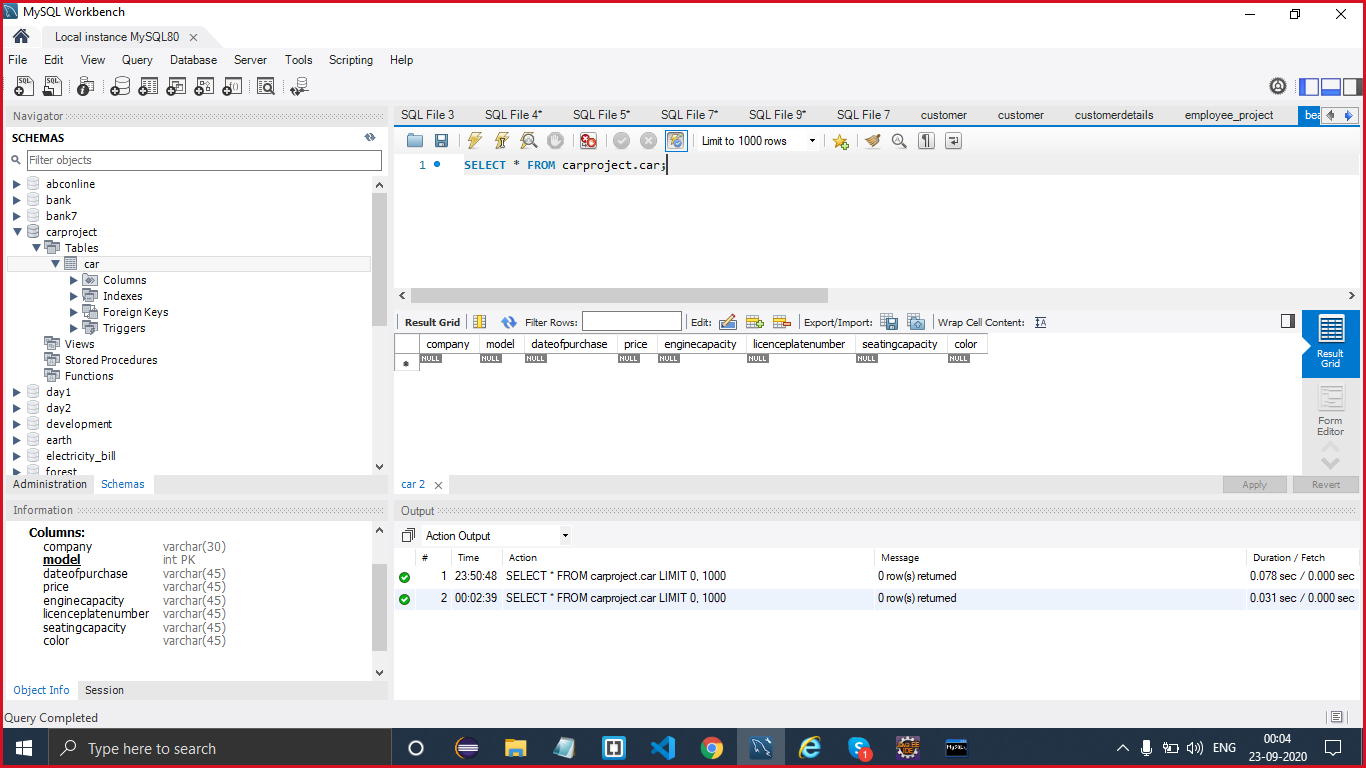 MySQL Workbench
Local instance MySQL80
File Edit View Query Database Server Tools Scripting Help
Navigator
SCHEMAS
Filter objects
abconline
bank
bank7
carproject
Tables
car
Columns
Indexes
Foreign Keys
Triggers
Views
Stored Procedures
Functions
day1
day2
development
earth
electricity_bill
forest
Administration Schemas
Information
Columns:
company varchar(30)
model int PK
dateofpurchase varchar(45)
price varchar(45)
enginecapacity varchar(45)
licenceplatenumber varchar(45)
seatingcapacity varchar(45)
color varchar(45)
Object Info Session
SQL File 3 SQL File 4* SQL File 5* SQL File 7* SQL File 9* SQL File 7 customer customer customerdetails employee_project bea
Limit to 1000 rows
1 SELECT * FROM carproject.car;
Result Grid Filter Rows: Edit: Export/Import: Wrap Cell Content:
company model dateofpurchase price enginecapacity licenceplatenumber seatingcapacity color
NULL NULL NULL NULL NULL NULL NULL NULL
Result
Grid
Form
Editor
car 2
Apply Revert
Output
Action Output
# Time Action Message Duration / Fetch
1 23:50:48 SELECT * FROM carproject.car LIMIT 0, 1000 0 row(s) returned 0.078 sec / 0.000 sec
2 00:02:39 SELECT * FROM carproject.car LIMIT 0, 1000 0 row(s) returned 0.031 sec / 0.000 sec
Query Completed
Type here to search
1
ENG
00:04
23-09-2020